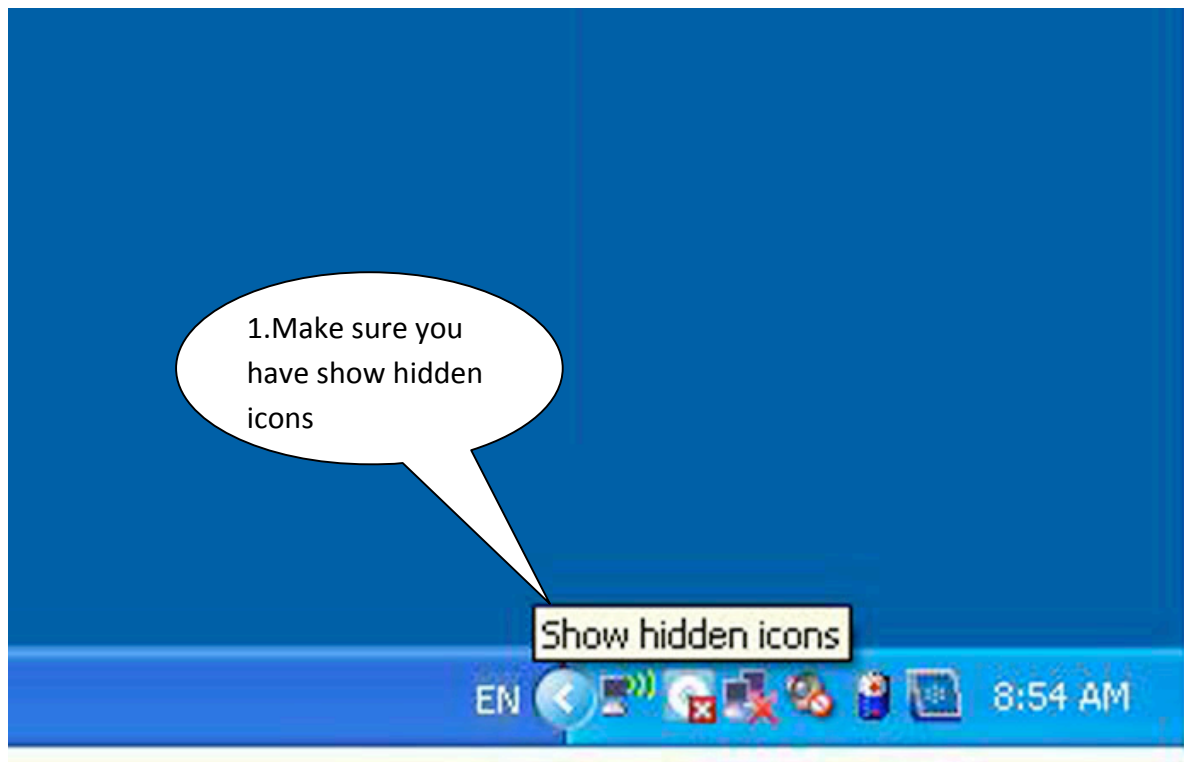 1.Make sure you
have show hidden
icons
Show hidden icons
EN
8:54 AM